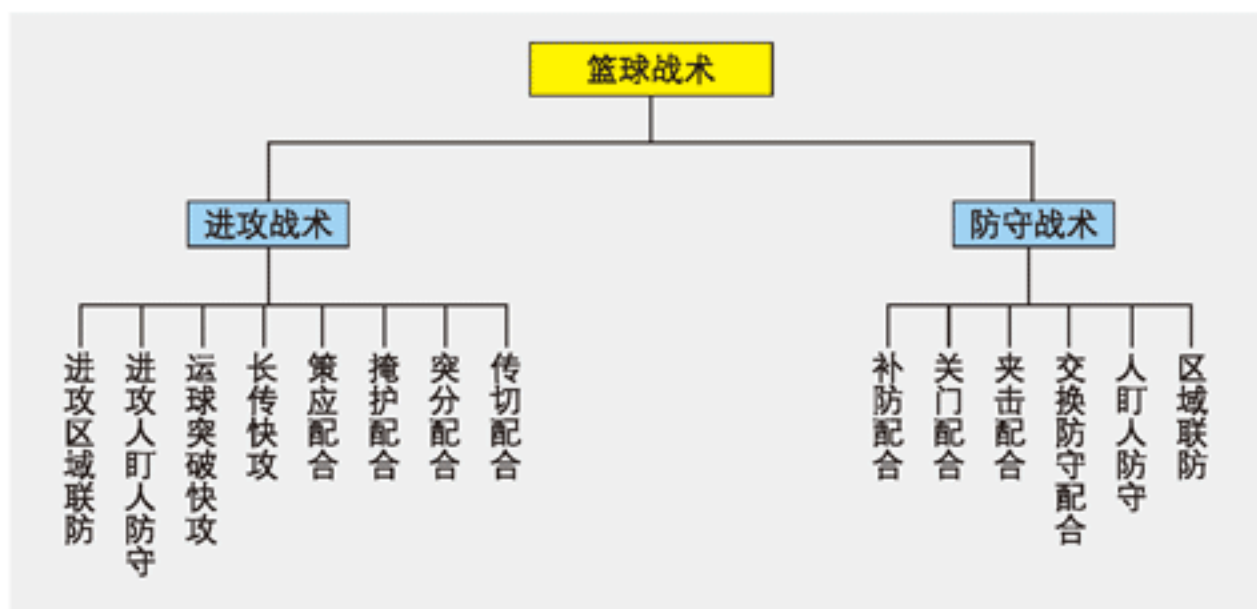 篮球战术
进攻战术
防守战术
进攻区域联防
进攻人盯人防守
运球突破快攻
长传快攻
策应配合
掩护配合
突分配合
传切配合
补防配合
关门配合
夹击配合
交换防守配合
人盯人防守
区域联防